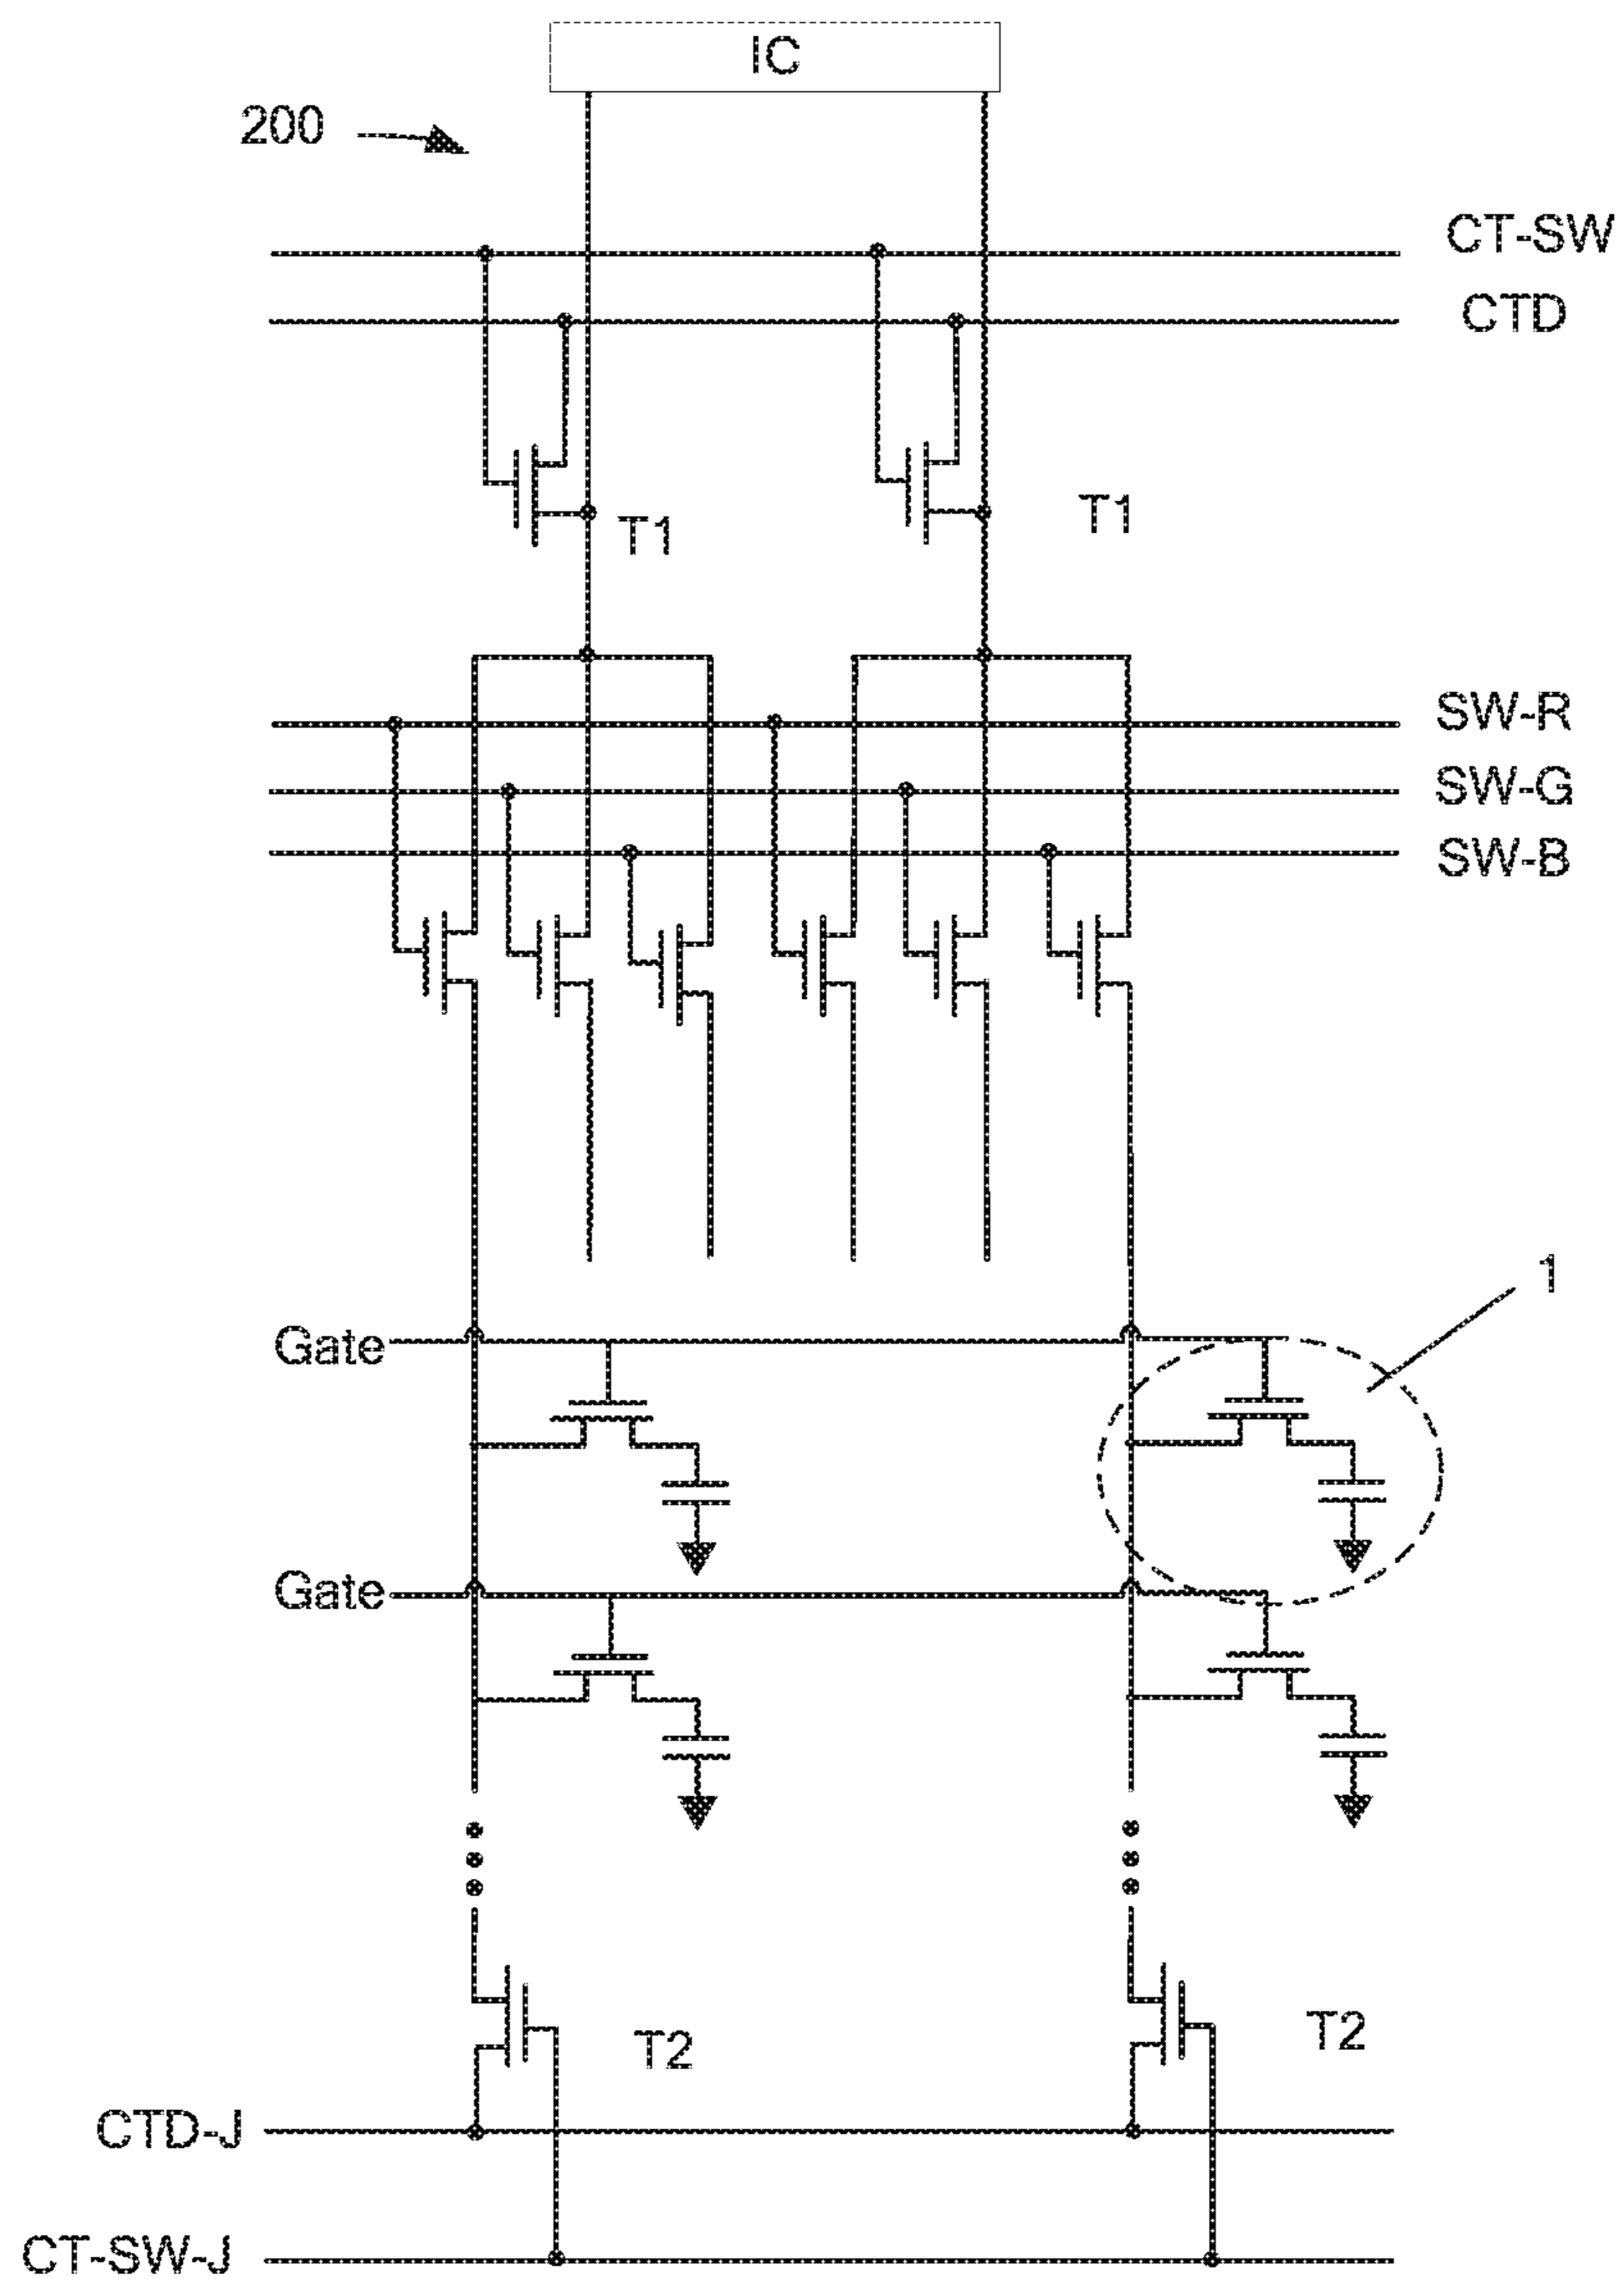 IC
200
CT-SW
CTD
T1
T1
SW-R
SW-G
SW-B
1
Gate
Gate
T2
T2
CTD-J
CT-SW-J